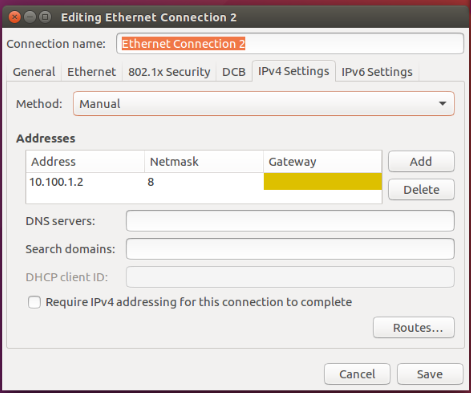 Editing Ethernet Connection 2
Connection name: Ethernet Connection 2
General Ethernet 802.1x Security DCB IPv4 Settings IPv6 Settings
Method: Manual
Addresses
Address Netmask Gateway Add
10.100.1.2 8
Delete
DNS servers:
Search domains:
DHCP client ID:
Require IPv4 addressing for this connection to complete
Routes...
Cancel Save